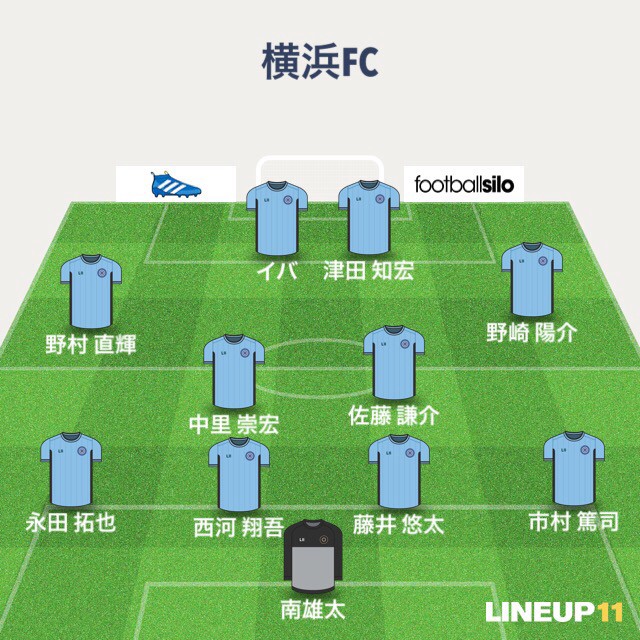 横浜FC
footballsilo
イバ
津田 知宏
野村 直輝
野崎 陽介
中里 崇宏
佐藤 謙介
永田 拓也
西河 翔吾
藤井 悠太
市村 篤司
南雄太
LINEUP11